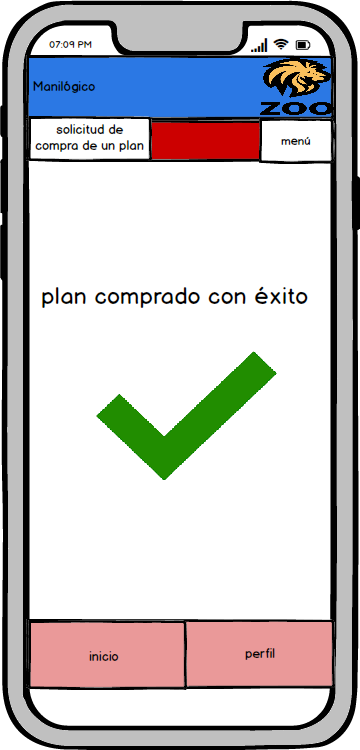 07:09 PM
Manilógico
ZOO
solicitud de
compra de un plan
menú
plan comprado con éxito
inicio
perfil